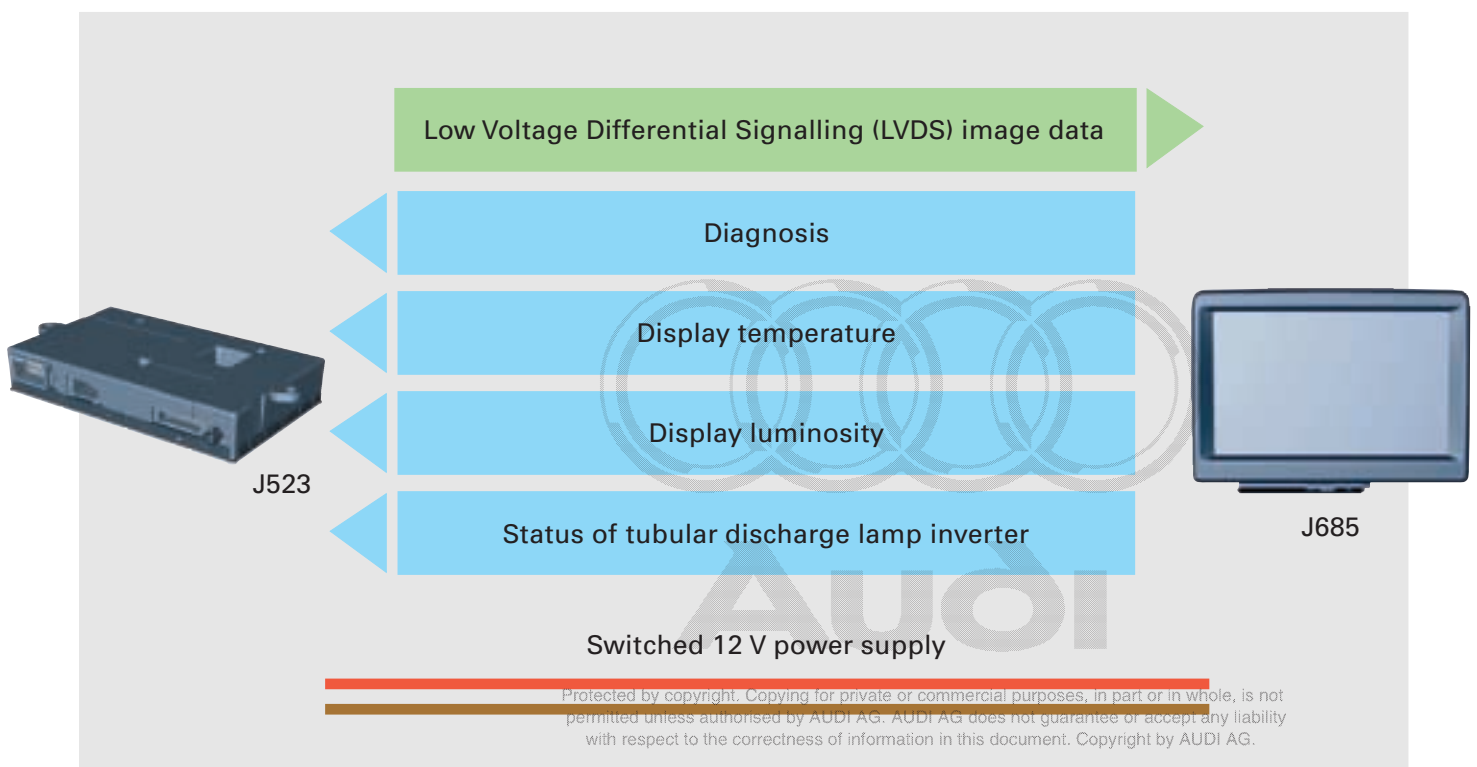 Low Voltage Differential Signalling (LVDS) image data
Diagnosis
Display temperature
Display luminosity
J523
Status of tubular discharge lamp inverter
J685
Audi
Switched 12 V power supply
Protected by copyright. Copying for private or commercial purposes, in part or in whole, is not
permitted unless authorised by AUDI AG. AUDI AG does not guarantee or accept any liability
with respect to the correctness of information in this document. Copyright by AUDI AG.